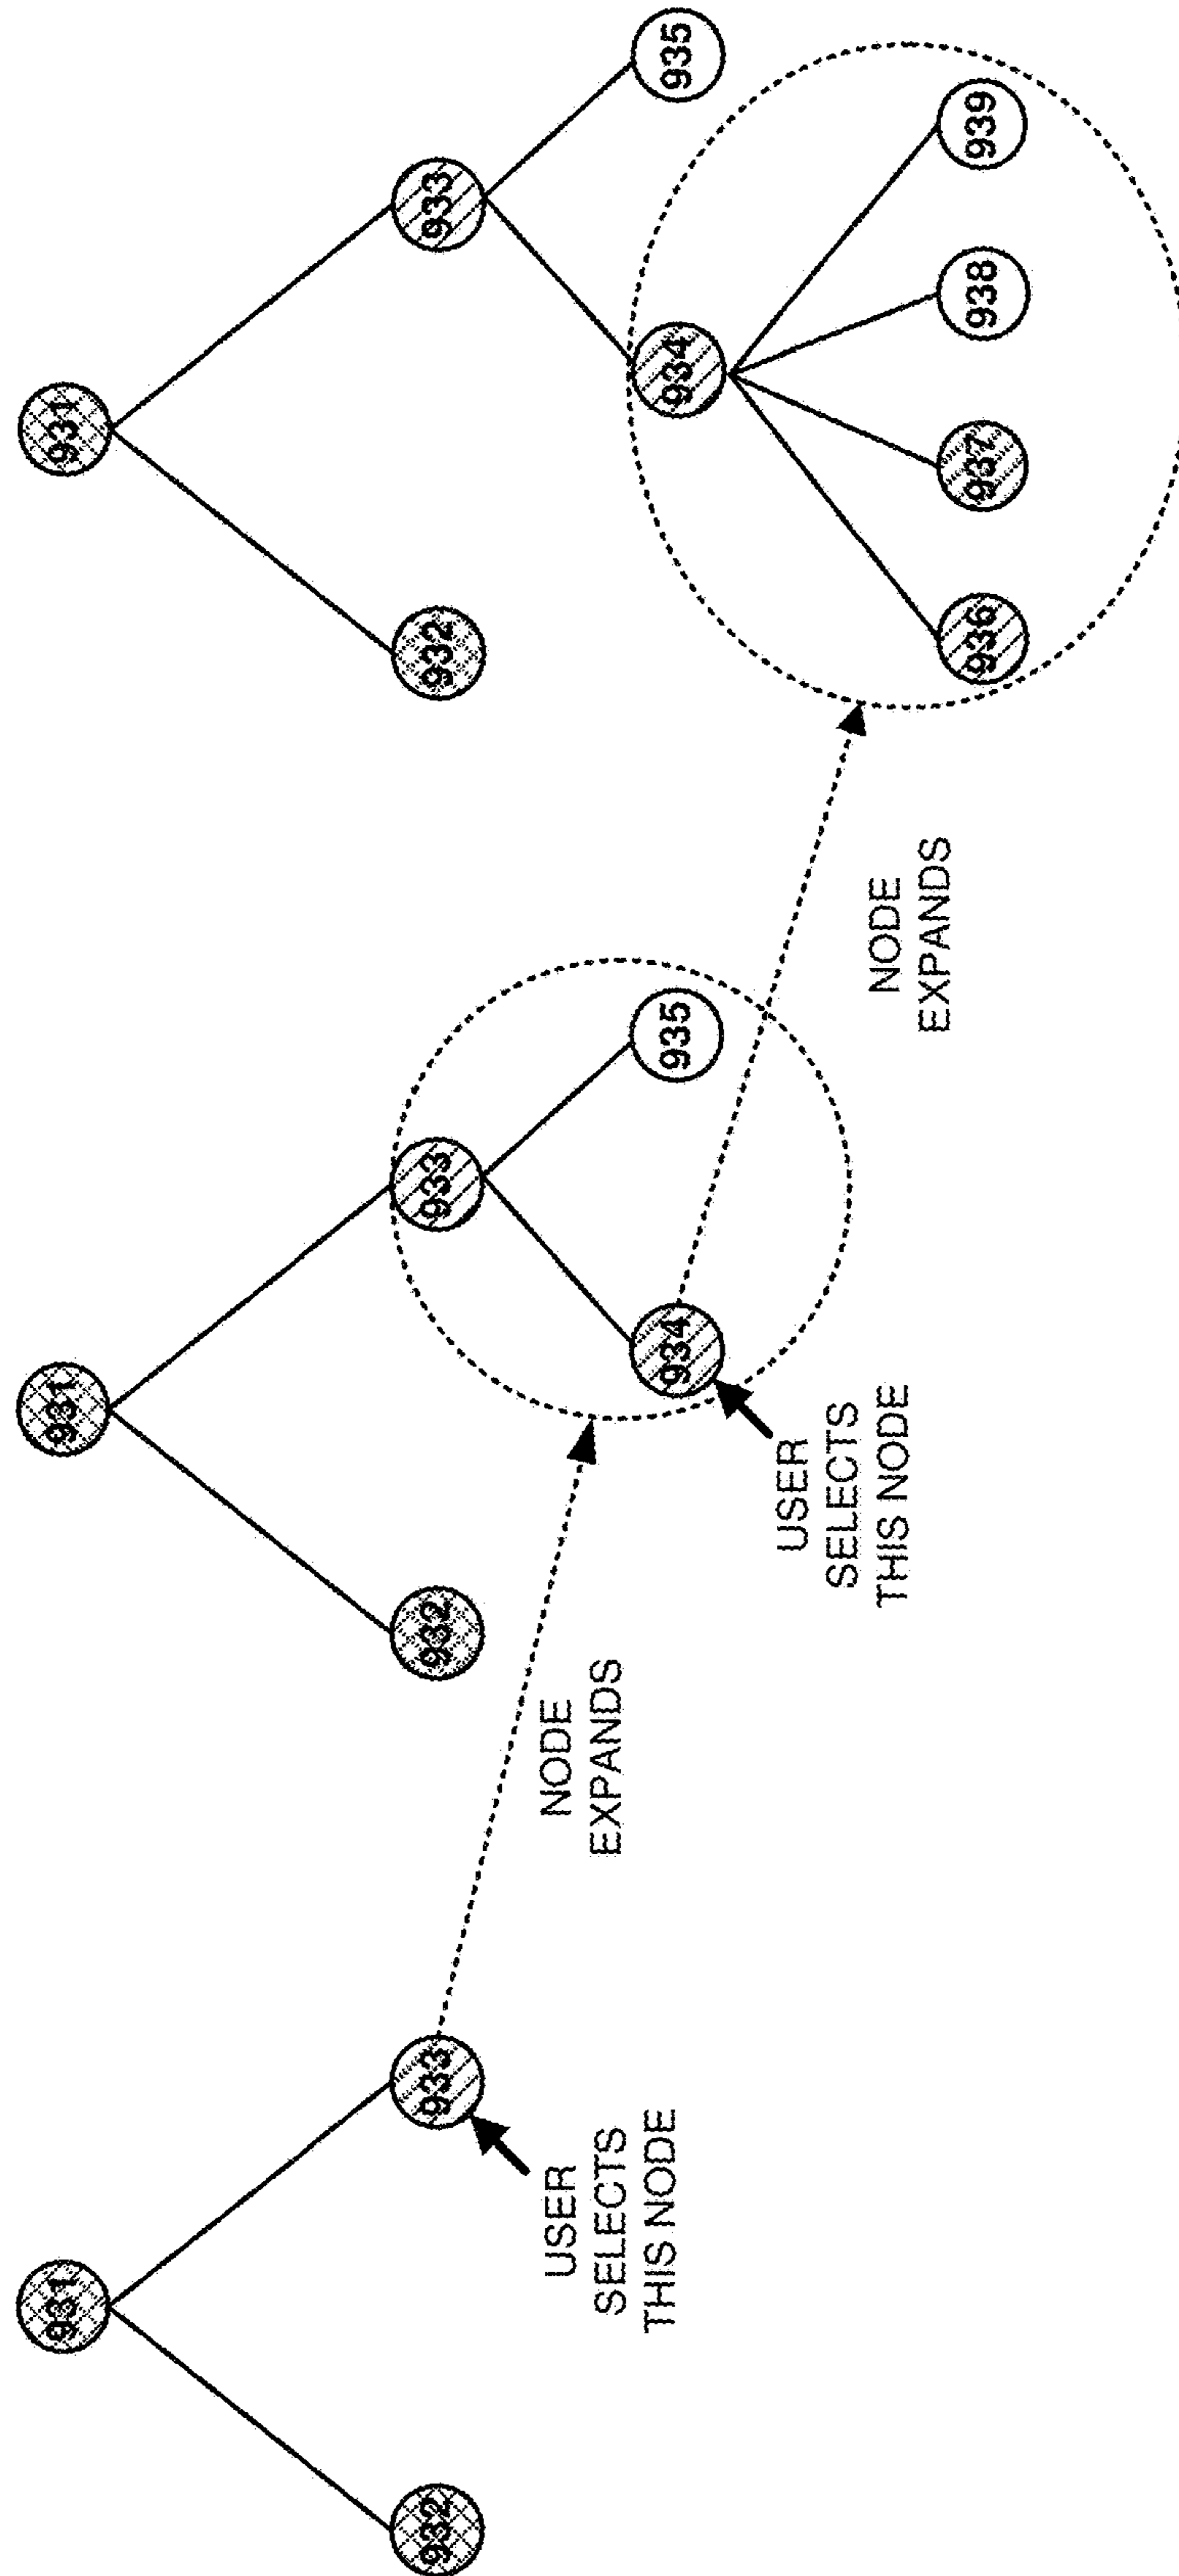 931
932
933
USER
SELECTS
THIS NODE
NODE
EXPANDS
931
932
933
934
935
USER
SELECTS
THIS NODE
NODE
EXPANDS
931
932
933
934
935
936
937
938
939